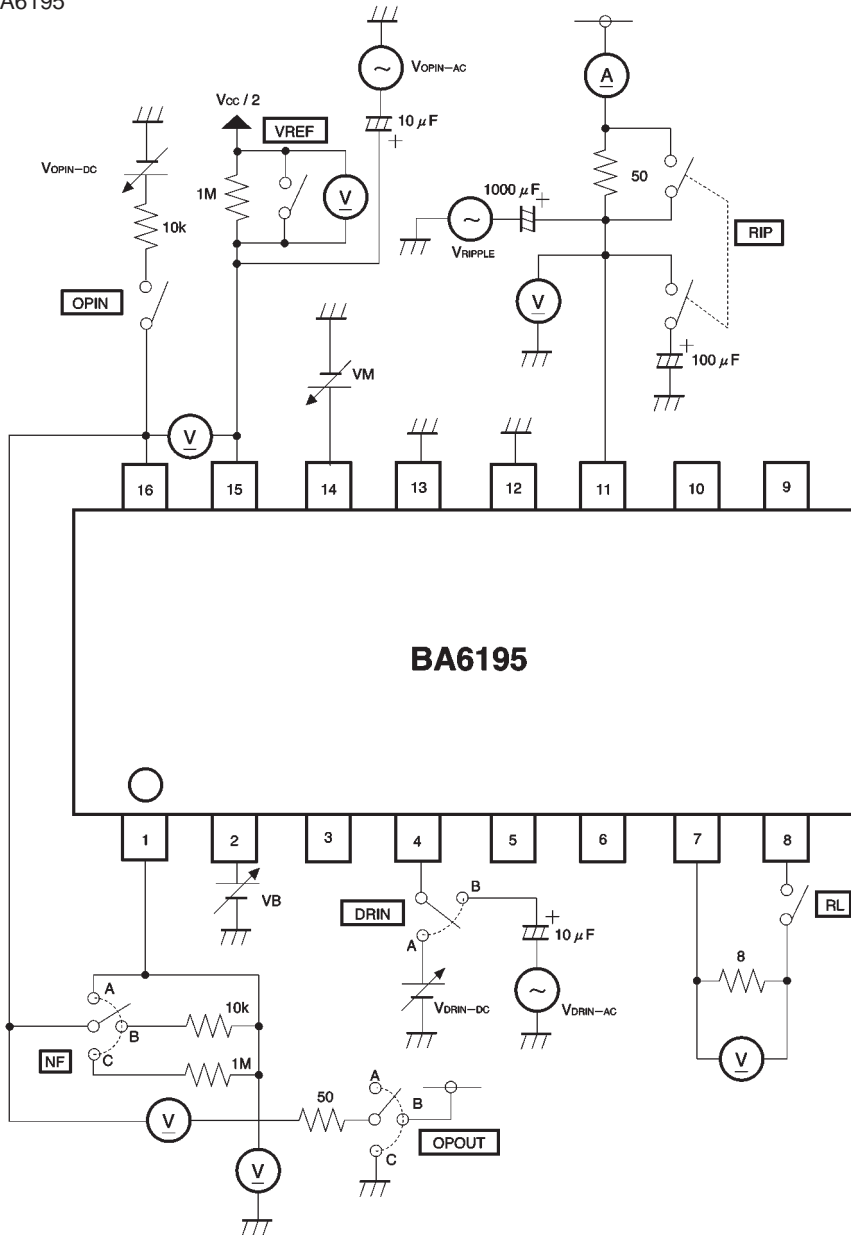 BA6195
VOPIN−AC
A
VCC / 2
VREF
10 μF
+
VOPIN−DC
1M
V
50
1000 μF
+
10k
VRIPPLE
RIP
OPIN
V
+
100 μF
VM
V
16
15
14
13
12
11
10
9
BA6195
1
2
3
4
5
6
7
8
VB
DRIN
B
+
10 μF
RL
A
8
A
VDRIN−DC
VDRIN−AC
10k
B
NF
C
1M
V
A
50
B
V
OPOUT
C
V